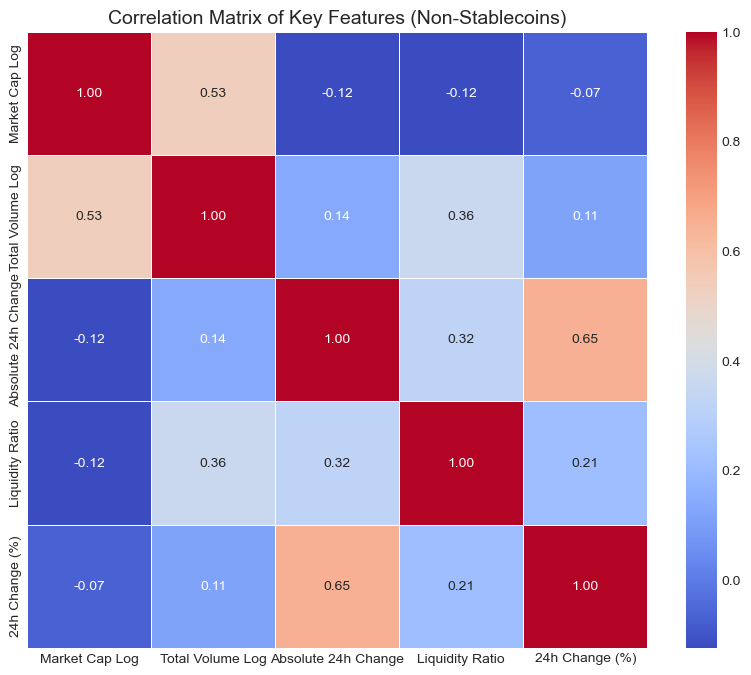 Correlation Matrix of Key Features (Non-Stablecoins)
Market Cap Log
1.00
0.53
-0.12
-0.12
-0.07
Total Volume Log
0.53
1.00
0.14
0.36
0.11
Absolute 24h Change
-0.12
0.14
1.00
0.32
0.65
Liquidity Ratio
-0.12
0.36
0.32
1.00
0.21
24h Change (%)
-0.07
0.11
0.65
0.21
1.00
Market Cap Log
Total Volume Log
Absolute 24h Change
Liquidity Ratio
24h Change (%)
1.0
0.8
0.6
0.4
0.2
0.0